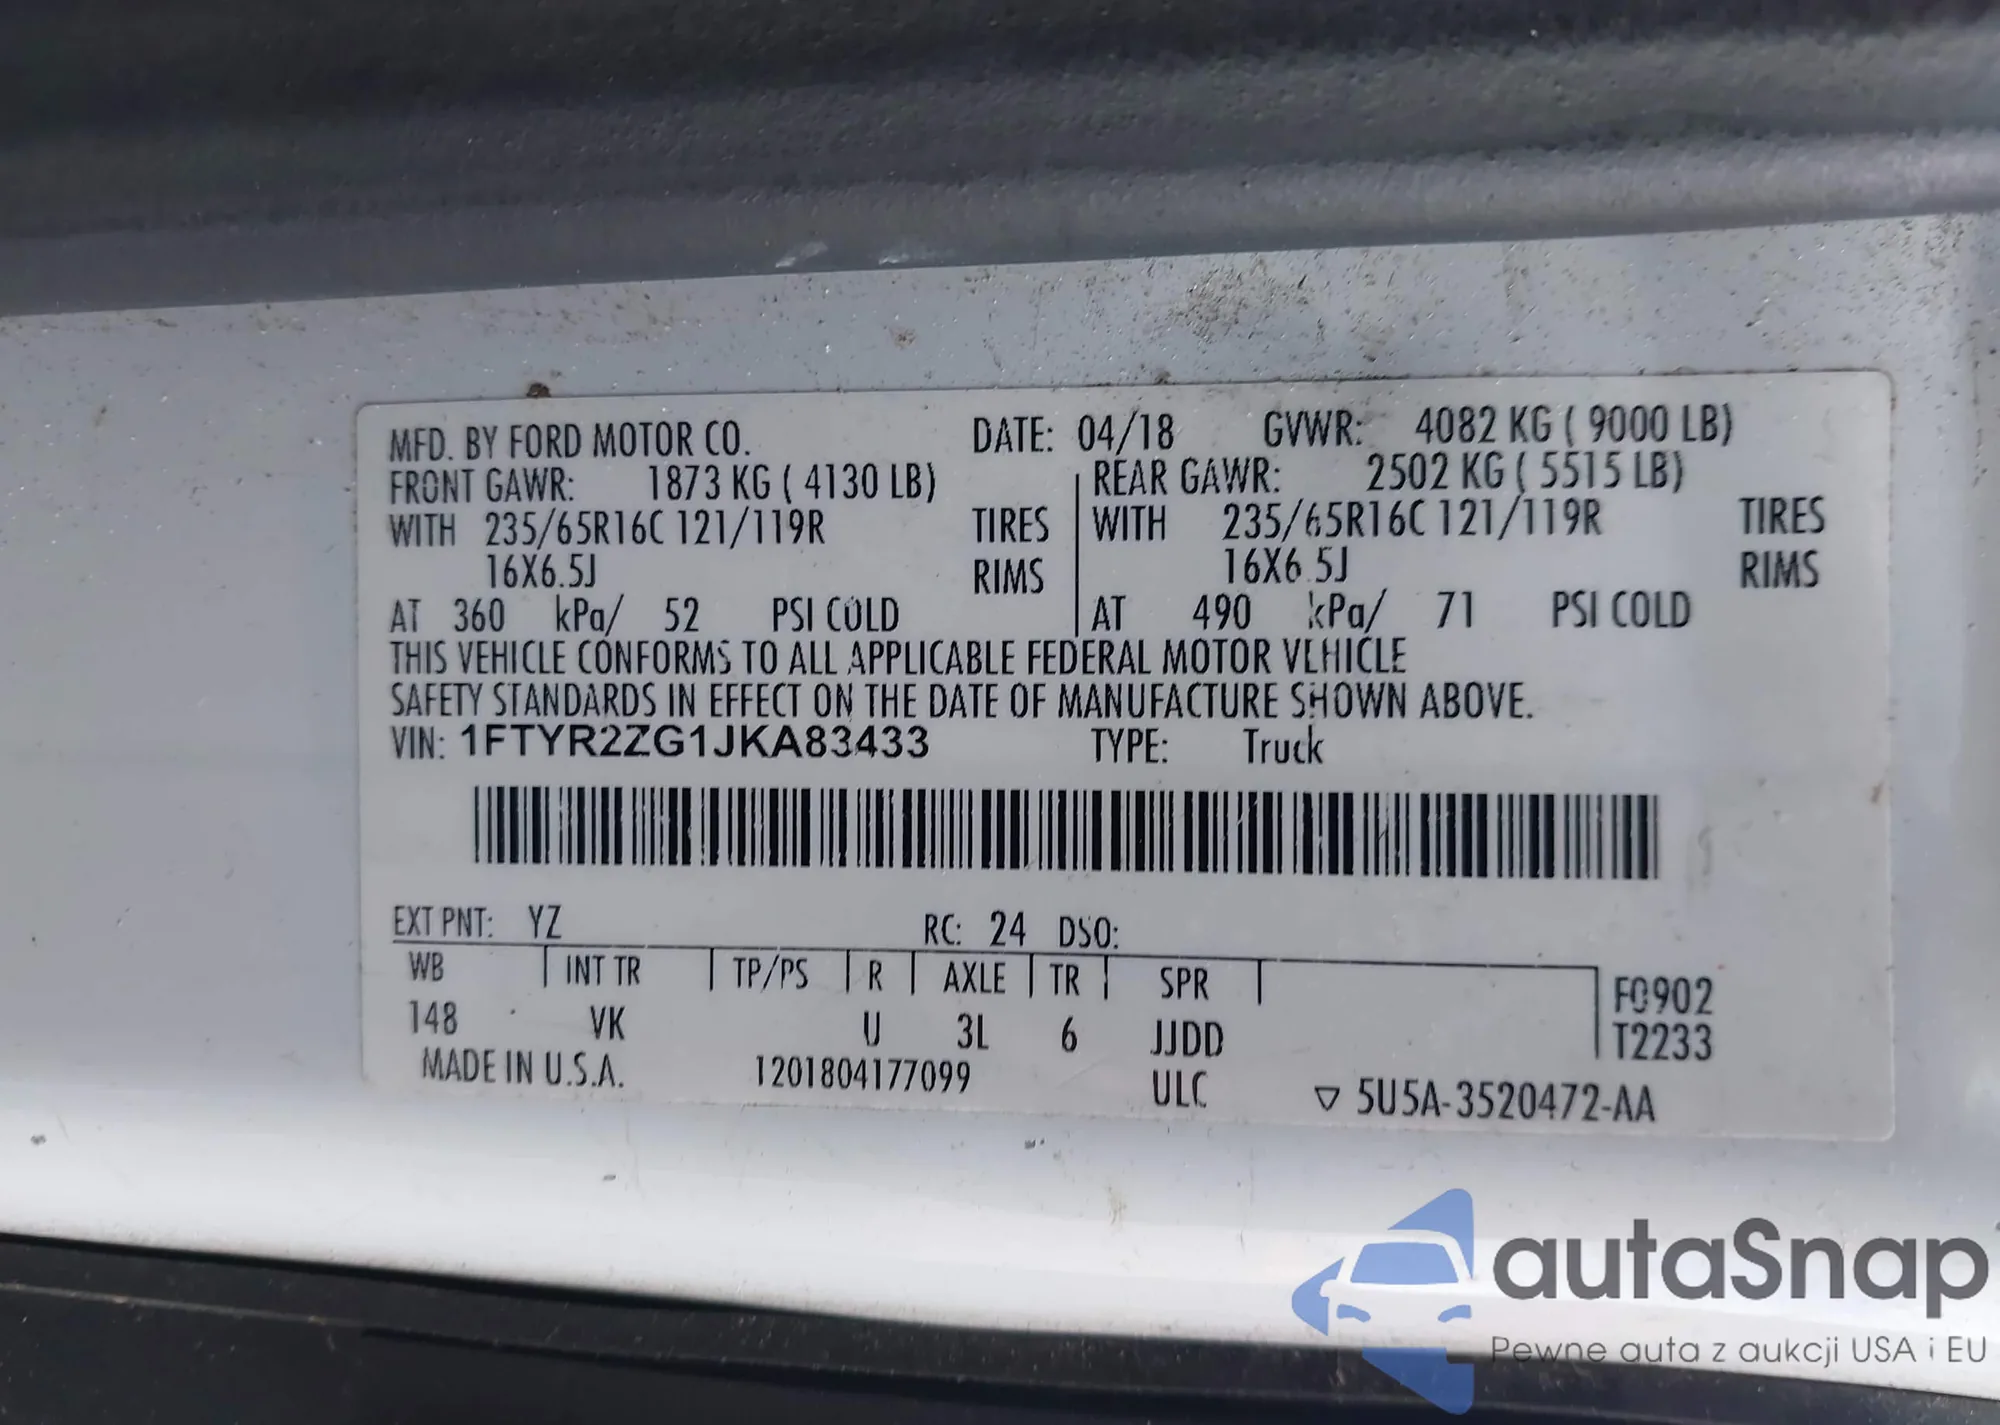 MFD. BY FORD MOTOR CO. DATE: 04/18 GVWR: 4082 KG ( 9000 LB)
FRONT GAWR: 1873 KG ( 4130 LB) REAR GAWR: 2502 KG ( 5515 LB)
WITH 235/65R16C 121/119R TIRES WITH 235/65R16C 121/119R TIRES
16X6.5J RIMS 16X6.5J RIMS
AT 360 kPa/ 52 PSI COLD AT 490 kPa/ 71 PSI COLD
THIS VEHICLE CONFORMS TO ALL APPLICABLE FEDERAL MOTOR VEHICLE
SAFETY STANDARDS IN EFFECT ON THE DATE OF MANUFACTURE SHOWN ABOVE.
VIN: 1FTYR2ZG1JKA83433 TYPE: Truck
EXT PNT: YZ RC: 24 DSO:
WB INT TR TP/PS R AXLE TR SPR F0902
148 VK U 3L 6 JJDD T2233
MADE IN U.S.A. 1201804177099 ULC ▽ 5U5A-3520472-AA
autaSnap
Pewne auta z aukcji USA i EU